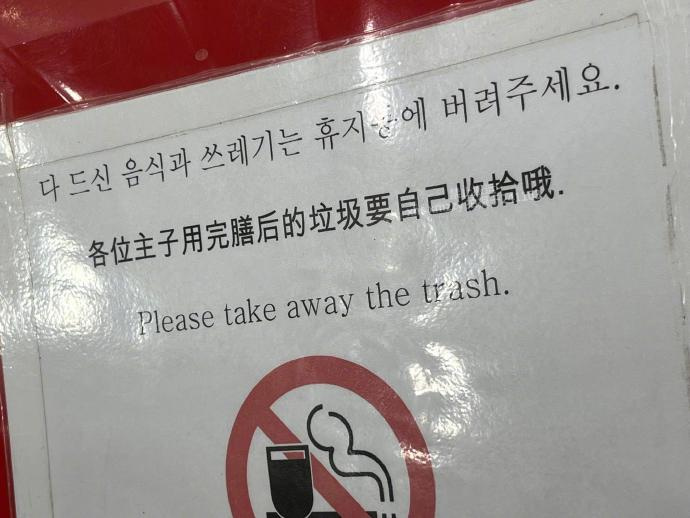 다 드신 음식과 쓰레기는 휴지통에 버려주세요.
各位主子用完膳后的垃圾要自己收拾哦.
Please take away the trash.